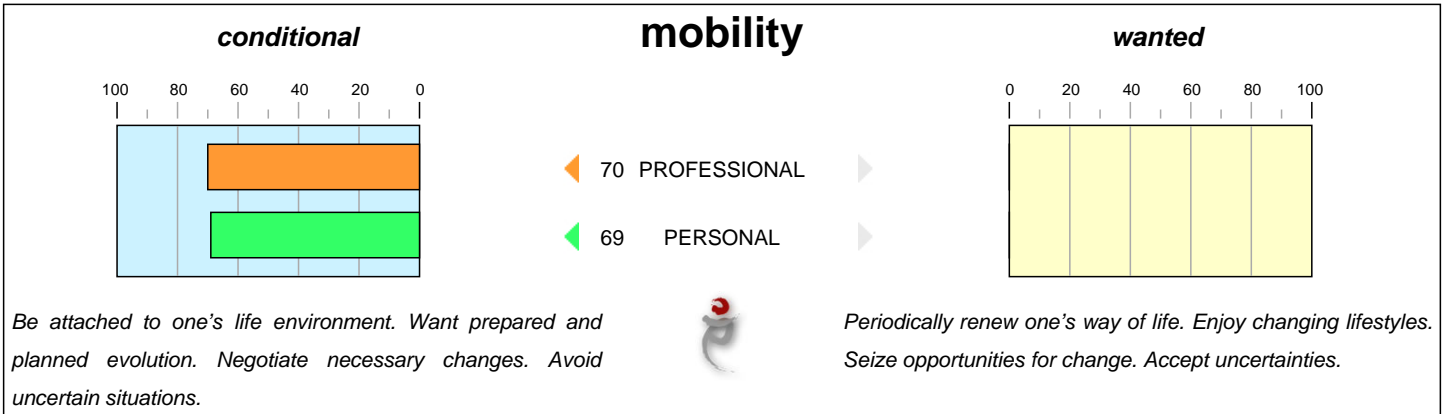 conditional
mobility
wanted
100 80 60 40 20 0
0 20 40 60 80 100
70 PROFESSIONAL
69 PERSONAL
Be attached to one's life environment. Want prepared and
planned evolution. Negotiate necessary changes. Avoid
uncertain situations.
Periodically renew one's way of life. Enjoy changing lifestyles.
Seize opportunities for change. Accept uncertainties.